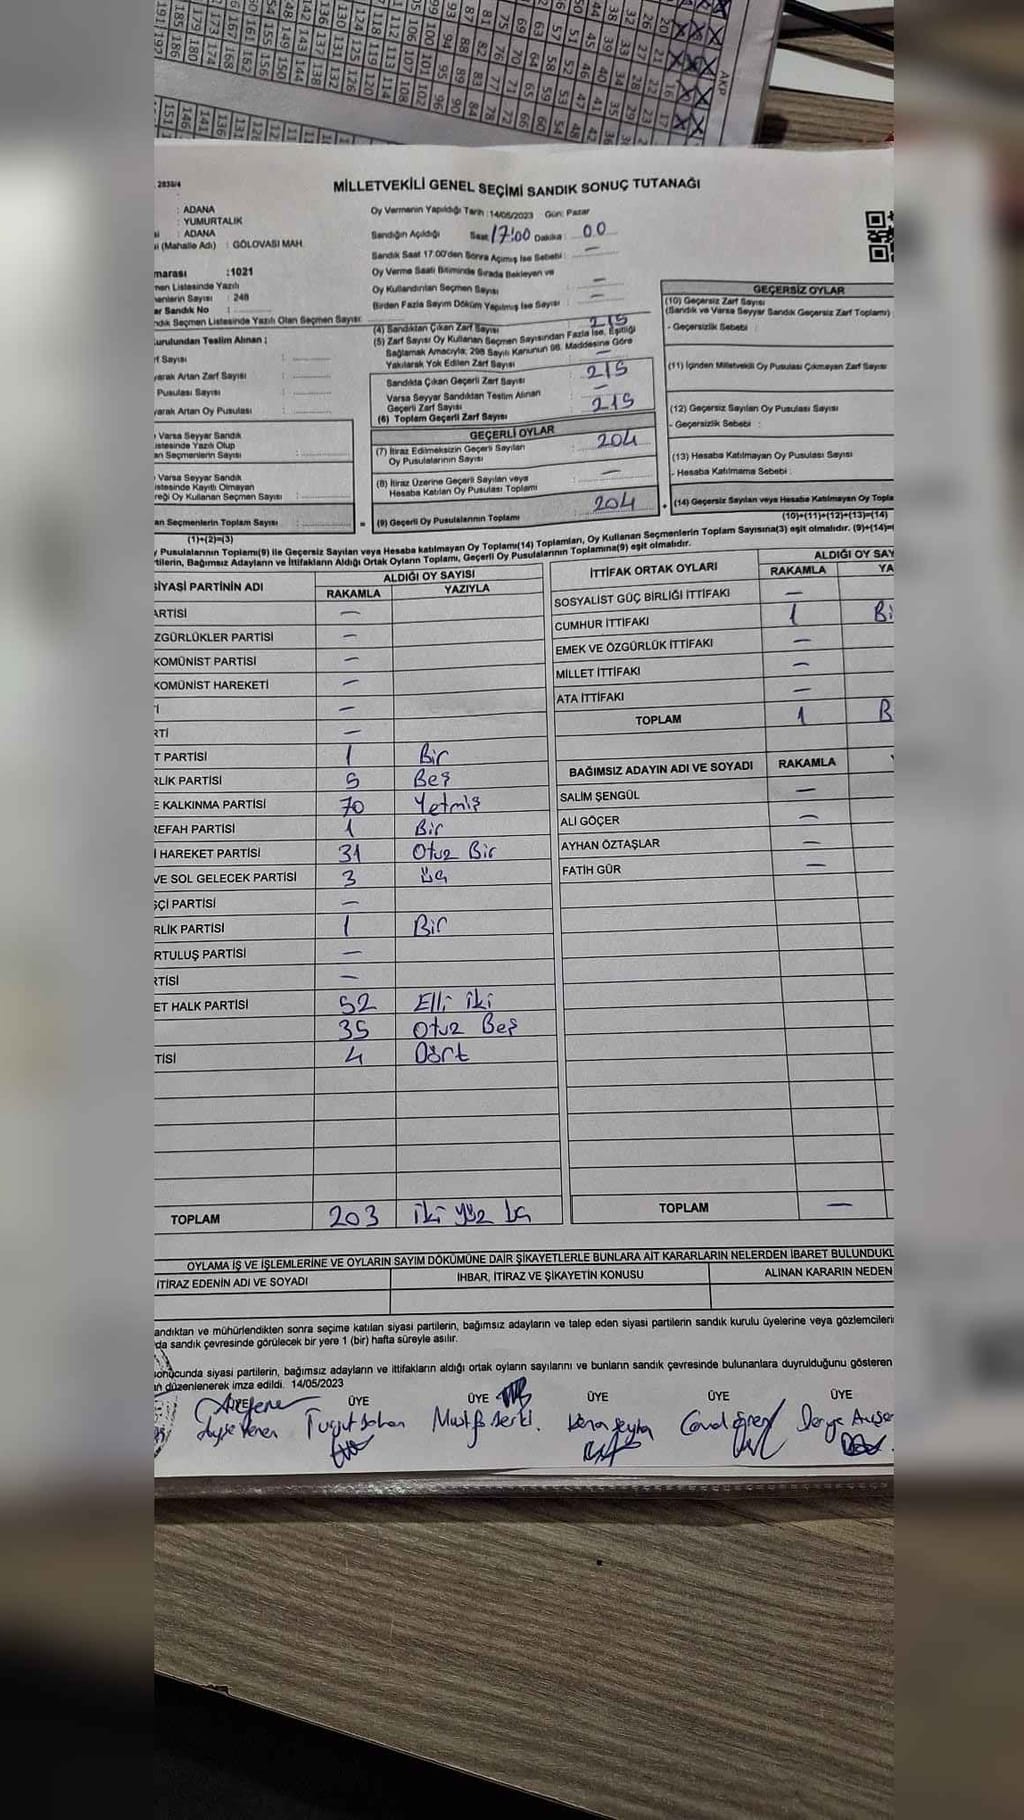 AKP
2830/4
MİLLETVEKİLİ GENEL SEÇİMİ SANDIK SONUÇ TUTANAĞI
: ADANA
: YUMURTALIK
: ADANA
i (Mahalle Adı) : GÖLOVASI MAH.
Oy Vermenin Yapıldığı Tarih :14/05/2023 Gün: Pazar
Sandığın Açıldığı Saat: 17:00 Dakika : 00
Sandık Saat 17.00'den Sonra Açımış İse Sebebi : —
Oy Verme Saati Bitiminde Sırada Bekleyen ve
Oy Kullandırılan Seçmen Sayısı —
Birden Fazla Sayım Döküm Yapılmış İse Sayısı —
marası :1021
men Listesinde Yazılı
menlerin Sayısı : 248
ar Sandık No :
ndık Seçmen Listesinde Yazılı Olan Seçmen Sayısı:
urulundan Teslim Alınan :
rf Sayısı :
yarak Artan Zarf Sayısı :
Pusulası Sayısı :
yarak Artan Oy Pusulası :
Varsa Seyyar Sandık
istesinde Yazılı Olup
an Seçmenlerin Sayısı :
Varsa Seyyar Sandık
istesinde Kayıtlı Olmayan
reği Oy Kullanan Seçmen Sayısı :
an Seçmenlerin Toplam Sayısı :
(1)+(2)=(3)
(4) Sandıktan Çıkan Zarf Sayısı 215
(5) Zarf Sayısı Oy Kullanan Seçmen Sayısından Fazla İse, Eşitliği
Sağlamak Amacıyla; 298 Sayılı Kanunun 98. Maddesine Göre
Yakılarak Yok Edilen Zarf Sayısı —
Sandıkta Çıkan Geçerli Zarf Sayısı 215
Varsa Seyyar Sandıktan Teslim Alınan
Geçerli Zarf Sayısı —
(6) Toplam Geçerli Zarf Sayısı 215
GEÇERLİ OYLAR
(7) İtiraz Edilmeksizin Geçerli Sayılan
Oy Pusulalarının Sayısı 204
(8) İtiraz Üzerine Geçerli Sayılan veya
Hesaba Katılan Oy Pusulası Toplamı —
(9) Geçerli Oy Pusulalarının Toplamı 204
GEÇERSİZ OYLAR
(10) Geçersiz Zarf Sayısı
(Sandık ve Varsa Seyyar Sandık Geçersiz Zarf Toplamı) :
- Geçersizlik Sebebi :
(11) İçinden Milletvekili Oy Pusulası Çıkmayan Zarf Sayısı
(12) Geçersiz Sayılan Oy Pusulası Sayısı
- Geçersizlik Sebebi :
(13) Hesaba Katılmayan Oy Pusulası Sayısı
- Hesaba Katılmama Sebebi :
(14) Geçersiz Sayılan veya Hesaba Katılmayan Oy Topla
(10)+(11)+(12)+(13)=(14)
y Pusulalarının Toplamı(9) ile Geçersiz Sayılan veya Hesaba katılmayan Oy Toplamı(14) Toplamları, Oy Kullanan Seçmenlerin Toplam Sayısına(3) eşit olmalıdır. (9)+(14)=
rtilerin, Bağımsız Adayların ve İttifakların Aldığı Ortak Oyların Toplamı, Geçerli Oy Pusulalarının Toplamına(9) eşit olmalıdır.
SİYASİ PARTİNİN ADI ALDIĞI OY SAYISI
RAKAMLA YAZIYLA
ARTİSİ —
ZGÜRLÜKLER PARTİSİ —
KOMÜNİST PARTİSİ —
KOMÜNİST HAREKETİ —
İ —
RTİ —
T PARTİSİ 1 Bir
RLİK PARTİSİ 5 Beş
E KALKINMA PARTİSİ 70 Yetmiş
REFAH PARTİSİ 1 Bir
İ HAREKET PARTİSİ 31 Otuz Bir
VE SOL GELECEK PARTİSİ 3 üç
ŞÇİ PARTİSİ —
RLİK PARTİSİ 1 Bir
RTULUŞ PARTİSİ —
RTİSİ —
ET HALK PARTİSİ 52 Elli iki
35 Otuz Beş
TİSİ 4 Dört
TOPLAM 203 iki yüz üç
İTTİFAK ORTAK OYLARI ALDIĞI OY SAY
RAKAMLA YA
SOSYALİST GÜÇ BİRLİĞİ İTTİFAKI —
CUMHUR İTTİFAKI 1 Bi
EMEK VE ÖZGÜRLÜK İTTİFAKI —
MİLLET İTTİFAKI —
ATA İTTİFAKI —
TOPLAM 1 B
BAĞIMSIZ ADAYIN ADI VE SOYADI RAKAMLA
SALİM ŞENGÜL —
ALİ GÖÇER —
AYHAN ÖZTAŞLAR —
FATİH GÜR —
TOPLAM —
OYLAMA İŞ VE İŞLEMLERİNE VE OYLARIN SAYIM DÖKÜMÜNE DAİR ŞİKAYETLERLE BUNLARA AİT KARARLARIN NELERDEN İBARET BULUNDUKL
İTİRAZ EDENİN ADI VE SOYADI İHBAR, İTİRAZ VE ŞİKAYETİN KONUSU ALINAN KARARIN NEDEN
andıktan ve mühürlendikten sonra seçime katılan siyasi partilerin, bağımsız adayların ve talep eden siyasi partilerin sandık kurulu üyelerine veya gözlemcileri
da sandık çevresinde görülecek bir yere 1 (bir) hafta süreyle asılır.
sonucunda siyasi partilerin, bağımsız adayların ve ittifakların aldığı ortak oyların sayılarını ve bunların sandık çevresinde bulunanlara duyrulduğunu gösteren
n düzenlenerek imza edildi. 14/05/2023
ÜYE ÜYE ÜYE ÜYE ÜYE